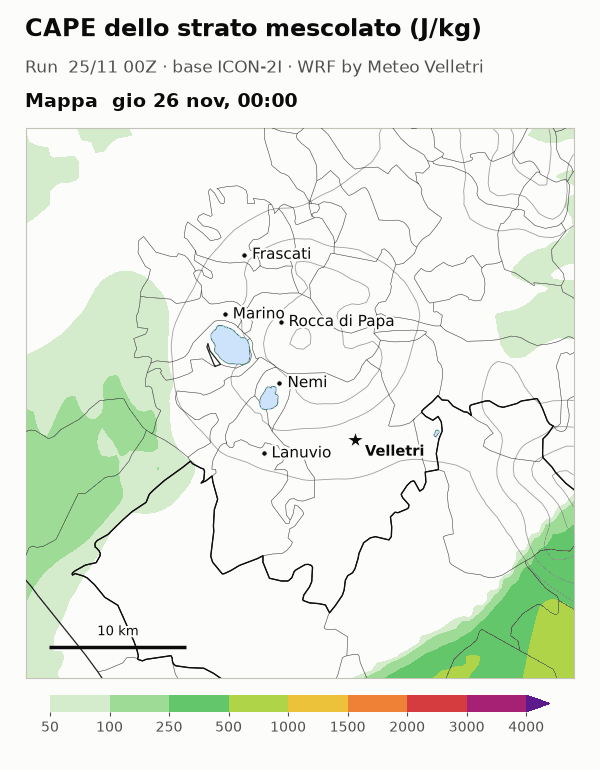 CAPE dello strato mescolato (J/kg)
Run  25/11 00Z · base ICON-2I · WRF by Meteo Velletri
Mappa  gio 26 nov, 00:00
Frascati
Marino
Rocca di Papa
Nemi
Velletri
Lanuvio
10 km
50 100 250 500 1000 1500 2000 3000 4000